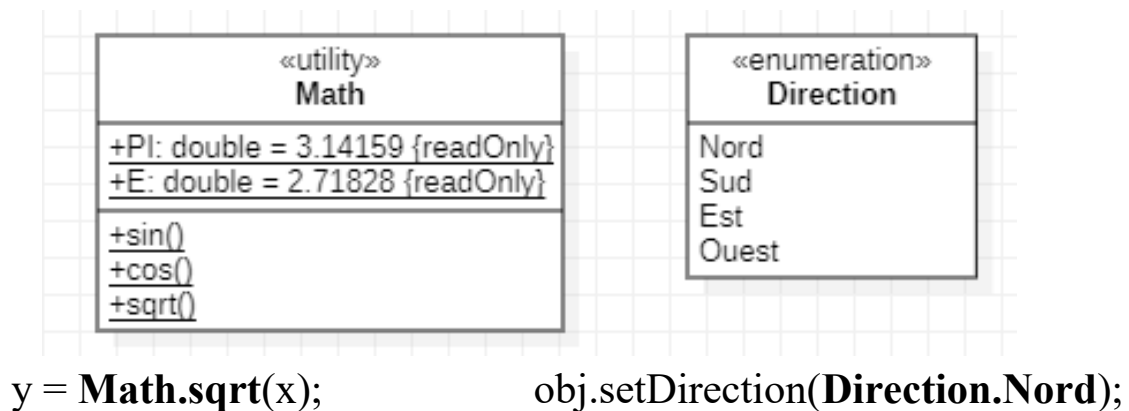 «utility»
Math
+PI: double = 3.14159 {readOnly}
+E: double = 2.71828 {readOnly}
+sin()
+cos()
+sqrt()
«enumeration»
Direction
Nord
Sud
Est
Ouest
y = Math.sqrt(x);
obj.setDirection(Direction.Nord);